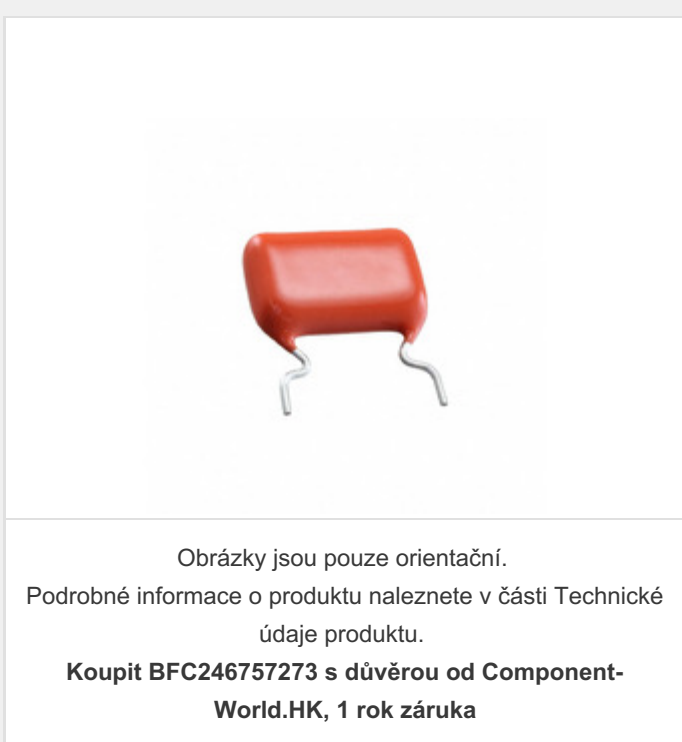 Obrázky jsou pouze orientační.
Podrobné informace o produktu naleznete v části Technické
údaje produktu.
Koupit BFC246757273 s důvěrou od Component-
World.HK, 1 rok záruka